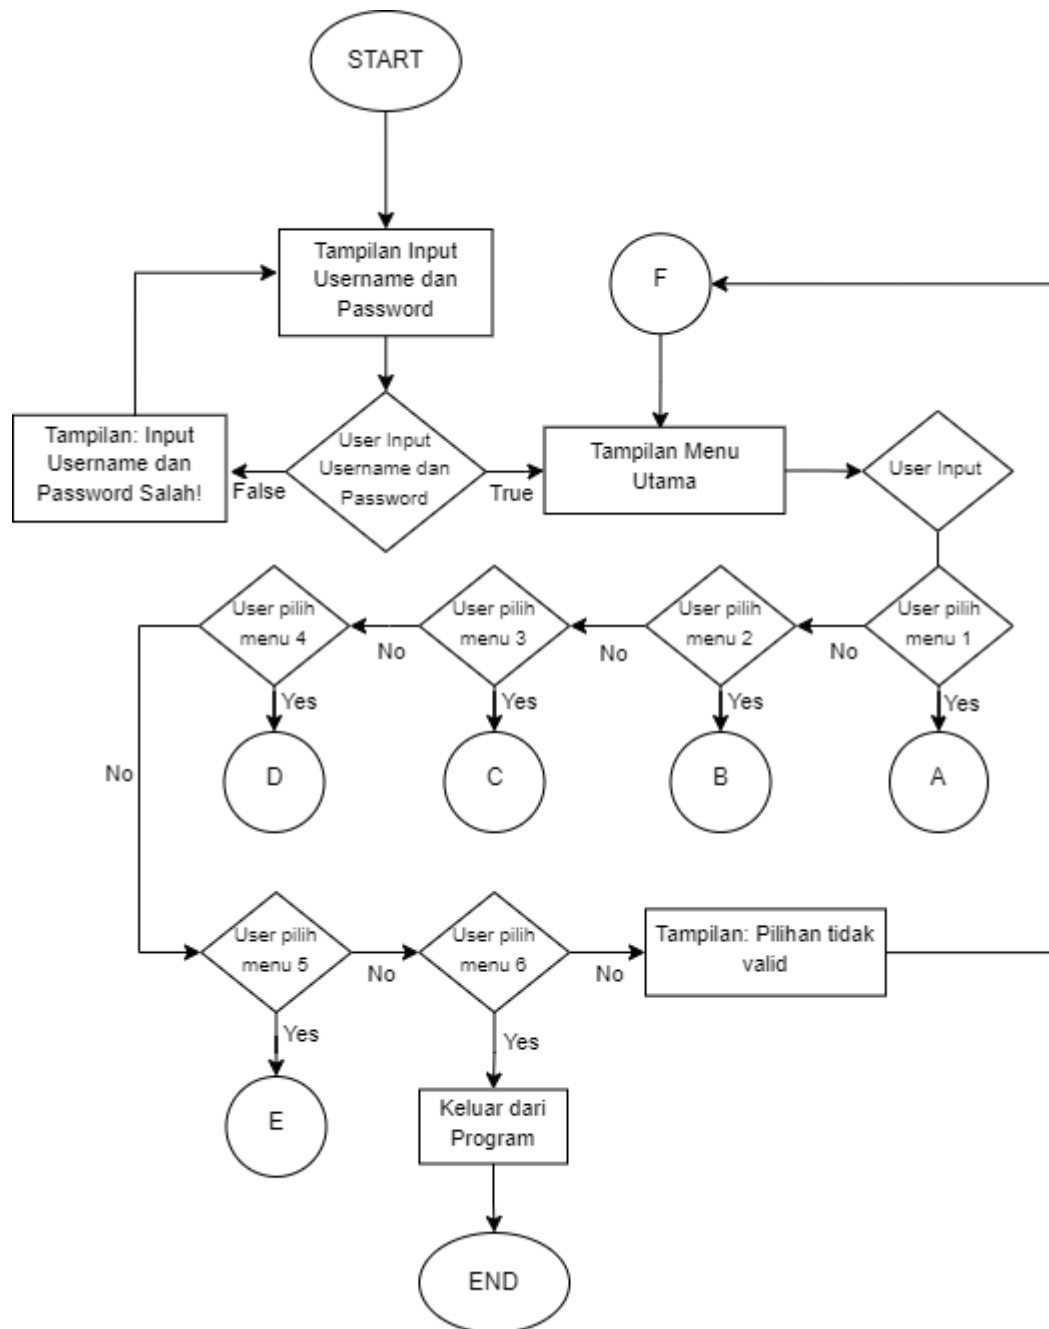 START
Tampilan Input
Username dan
Password
F
Tampilan: Input
Username dan
Password Salah!
False
User Input
Username dan
Password
True
Tampilan Menu
Utama
User Input
User pilih
menu 4
No
User pilih
menu 3
No
User pilih
menu 2
No
User pilih
menu 1
Yes
Yes
Yes
Yes
No
D
C
B
A
User pilih
menu 5
No
User pilih
menu 6
No
Tampilan: Pilihan tidak
valid
Yes
Yes
E
Keluar dari
Program
END